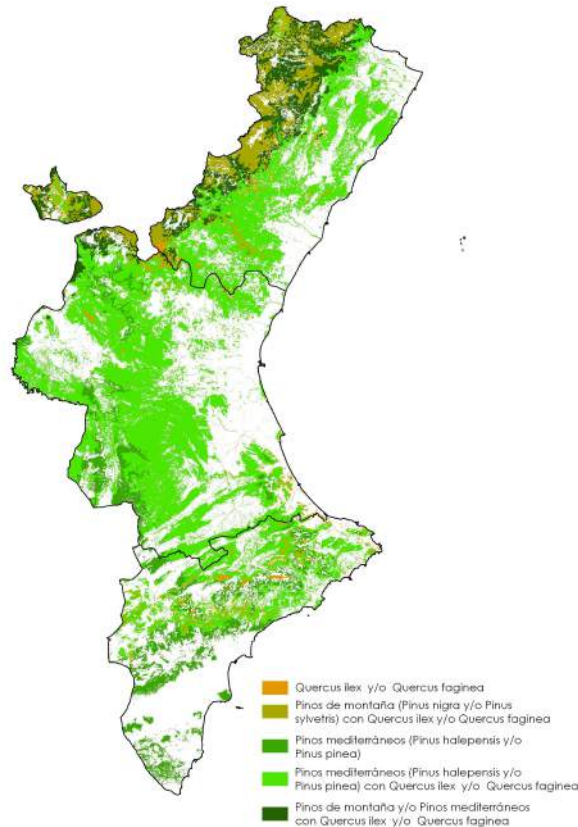 Quercus ilex y/o Quercus faginea
Pinos de montaña (Pinus nigra y/o Pinus
sylvetris) con Quercus ilex y/o Quercus faginea
Pinos mediterráneos (Pinus halepensis y/o
Pinus pinea)
Pinos mediterráneos (Pinus halepensis y/o
Pinus pinea) con Quercus ilex y/o Quercus faginea
Pinos de montaña y/o Pinos mediterráneos
con Quercus ilex y/o Quercus faginea